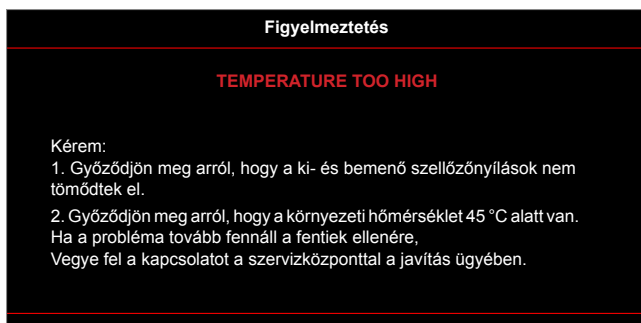 Figyelmeztetés
TEMPERATURE TOO HIGH
Kérem:
1. Győződjön meg arról, hogy a ki- és bemenő szellőzőnyílások nem
tömődtek el.
2. Győződjön meg arról, hogy a környezeti hőmérséklet 45 °C alatt van.
Ha a probléma tovább fennáll a fentiek ellenére,
Vegye fel a kapcsolatot a szervizközponttal a javítás ügyében.